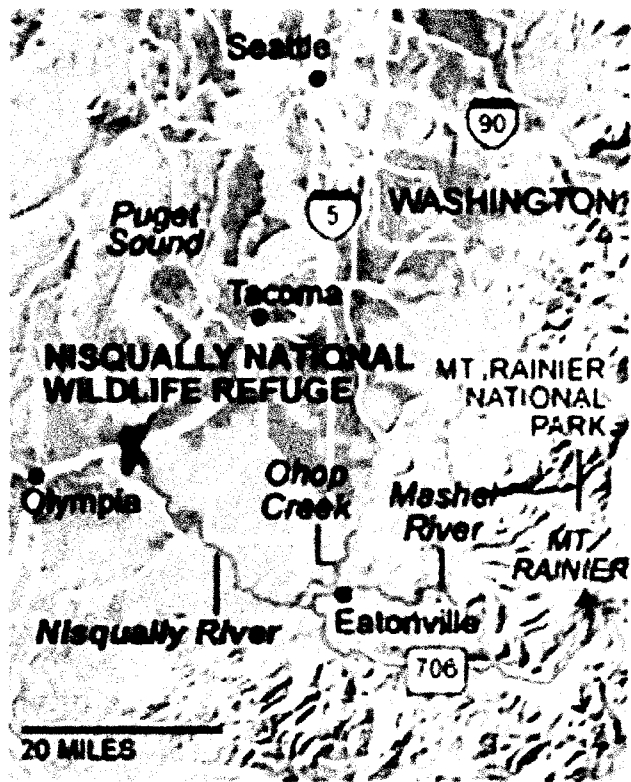 Seattle
90
Puget
Sound
5
WASHINGTON
Tacoma
NISQUALLY NATIONAL
WILDLIFE REFUGE
MT. RAINIER
NATIONAL
PARK
Olympia
Ohop
Creek
Mashel
River
MT.
RAINIER
Nisqually River
Eatonville
706
20 MILES